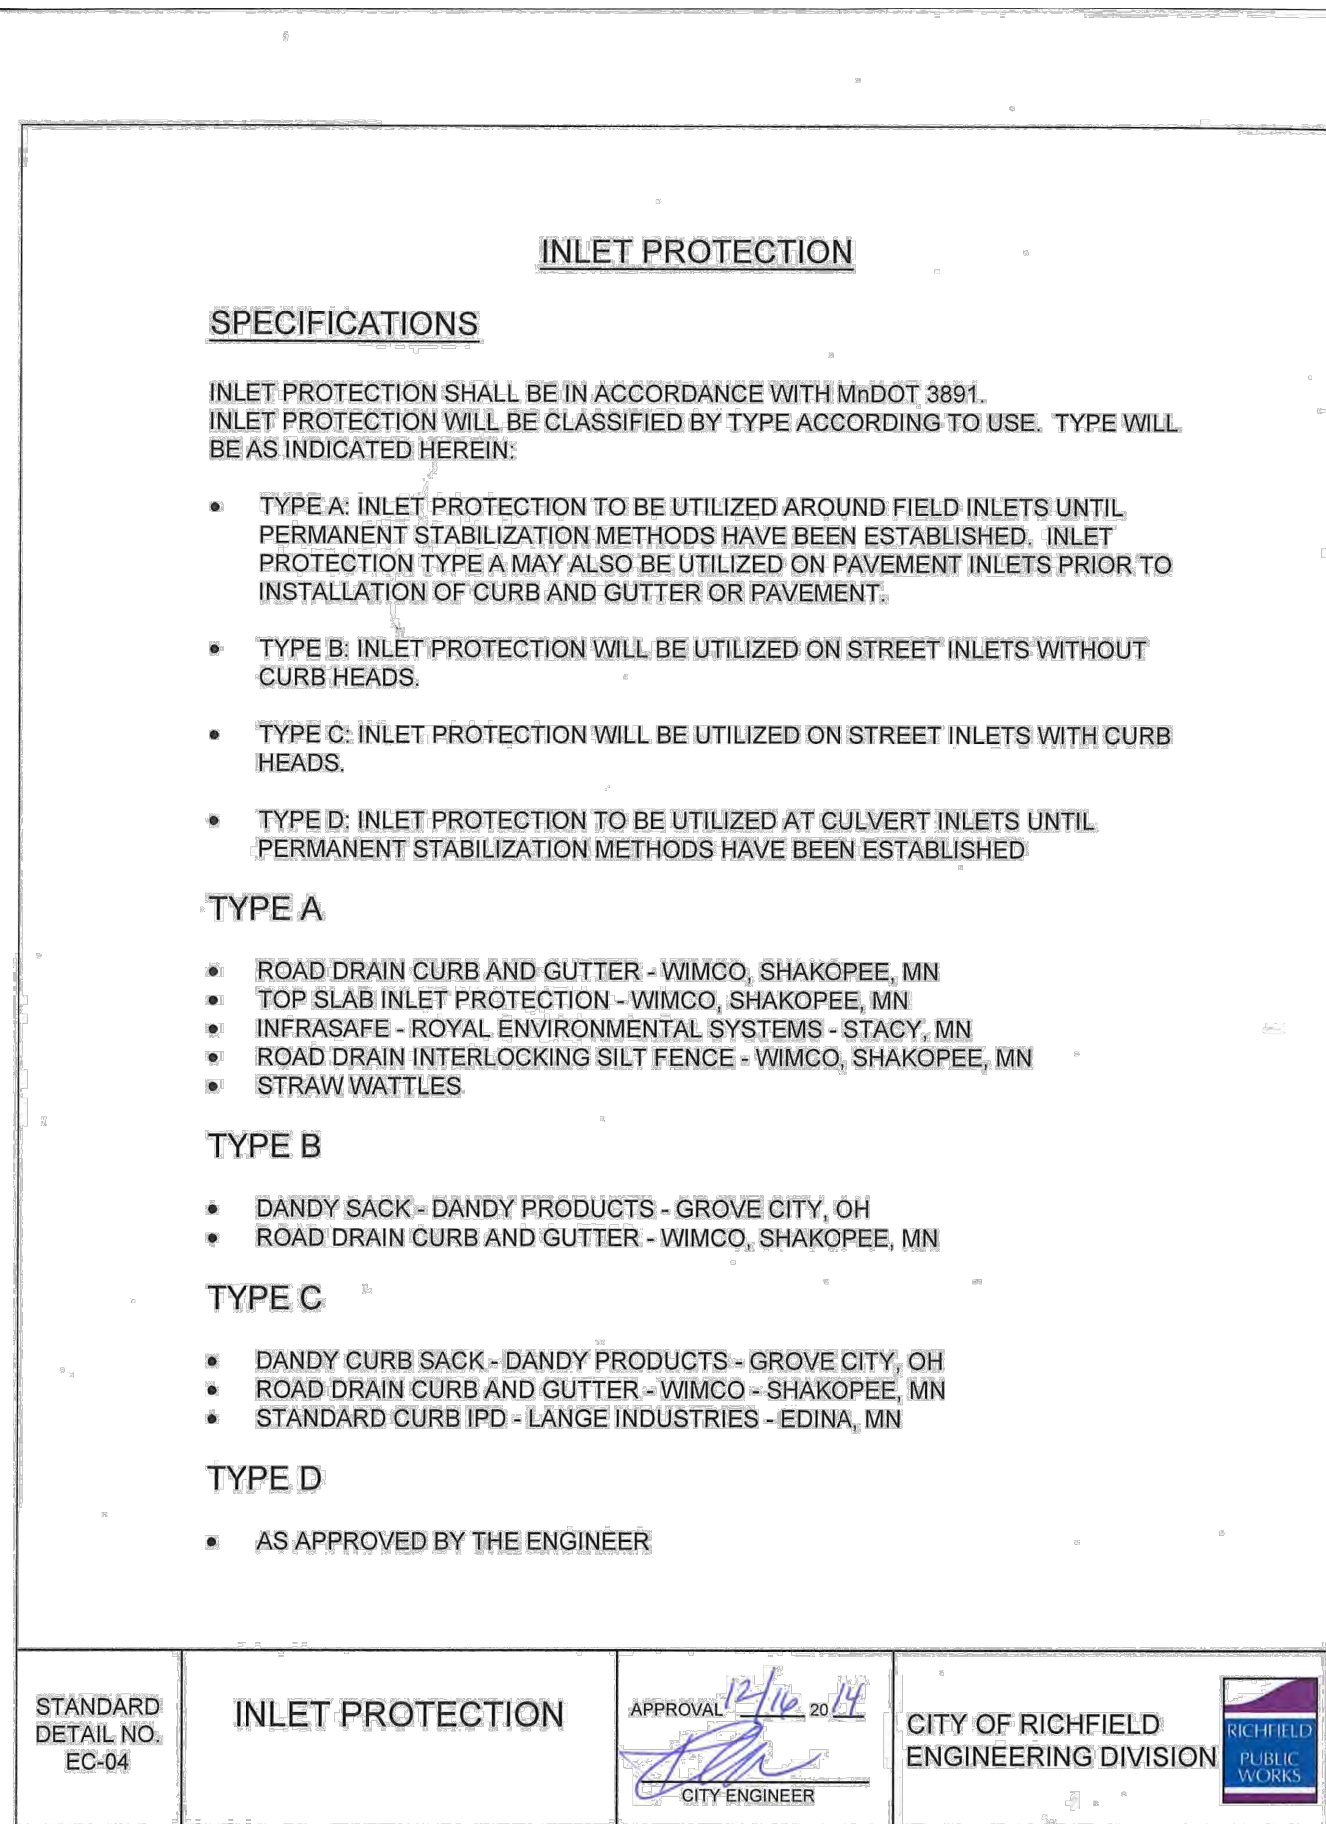 INLET PROTECTION
SPECIFICATIONS
INLET PROTECTION SHALL BE IN ACCORDANCE WITH MnDOT 3891.
INLET PROTECTION WILL BE CLASSIFIED BY TYPE ACCORDING TO USE. TYPE WILL
BE AS INDICATED HEREIN:
• TYPE A: INLET PROTECTION TO BE UTILIZED AROUND FIELD INLETS UNTIL
PERMANENT STABILIZATION METHODS HAVE BEEN ESTABLISHED. INLET
PROTECTION TYPE A MAY ALSO BE UTILIZED ON PAVEMENT INLETS PRIOR TO
INSTALLATION OF CURB AND GUTTER OR PAVEMENT.
• TYPE B: INLET PROTECTION WILL BE UTILIZED ON STREET INLETS WITHOUT
CURB HEADS.
• TYPE C: INLET PROTECTION WILL BE UTILIZED ON STREET INLETS WITH CURB
HEADS.
• TYPE D: INLET PROTECTION TO BE UTILIZED AT CULVERT INLETS UNTIL
PERMANENT STABILIZATION METHODS HAVE BEEN ESTABLISHED
TYPE A
• ROAD DRAIN CURB AND GUTTER - WIMCO, SHAKOPEE, MN
• TOP SLAB INLET PROTECTION - WIMCO, SHAKOPEE, MN
• INFRASAFE - ROYAL ENVIRONMENTAL SYSTEMS - STACY, MN
• ROAD DRAIN INTERLOCKING SILT FENCE - WIMCO, SHAKOPEE, MN
• STRAW WATTLES
TYPE B
• DANDY SACK - DANDY PRODUCTS - GROVE CITY, OH
• ROAD DRAIN CURB AND GUTTER - WIMCO, SHAKOPEE, MN
TYPE C
• DANDY CURB SACK - DANDY PRODUCTS - GROVE CITY, OH
• ROAD DRAIN CURB AND GUTTER - WIMCO - SHAKOPEE, MN
• STANDARD CURB IPD - LANGE INDUSTRIES - EDINA, MN
TYPE D
• AS APPROVED BY THE ENGINEER
STANDARD
DETAIL NO.
EC-04
INLET PROTECTION
APPROVAL 12/16 2014
CITY ENGINEER
CITY OF RICHFIELD
ENGINEERING DIVISION
RICHFIELD
PUBLIC
WORKS